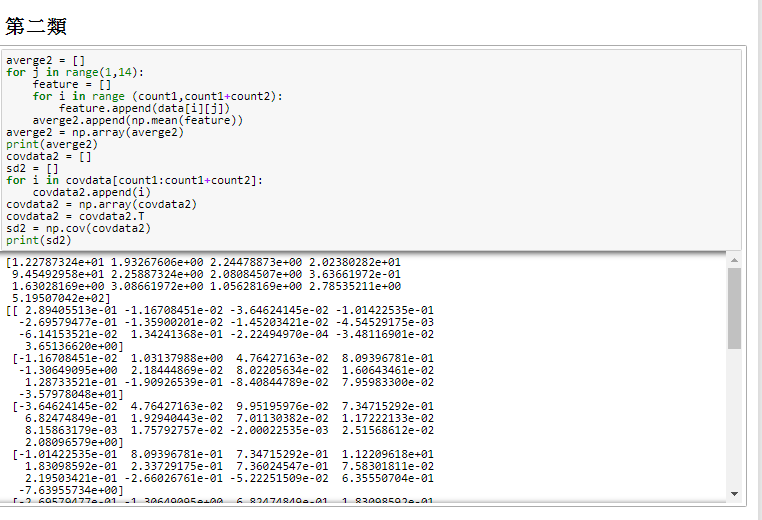 第二類
averge2 = []
for j in range(1,14):
    feature = []
    for i in range (count1,count1+count2):
        feature.append(data[i][j])
    averge2.append(np.mean(feature))
averge2 = np.array(averge2)
print(averge2)
covdata2 = []
sd2 = []
for i in covdata[count1:count1+count2]:
    covdata2.append(i)
covdata2 = np.array(covdata2)
covdata2 = covdata2.T
sd2 = np.cov(covdata2)
print(sd2)
[1.22787324e+01 1.93267606e+00 2.24478873e+00 2.02380282e+01
 9.45492958e+01 2.25887324e+00 2.08084507e+00 3.63661972e-01
 1.63028169e+00 3.08661972e+00 1.05628169e+00 2.78535211e+00
 5.19507042e+02]
[[ 2.89405513e-01 -1.16708451e-02 -3.64624145e-02 -1.01422535e-01
  -2.69579477e-01 -1.35900201e-02 -1.45203421e-02 -4.54529175e-03
  -6.14153521e-02  1.34241368e-01 -2.22494970e-04 -3.48116901e-02
   3.65136620e+00]
 [-1.16708451e-02  1.03137988e+00  4.76427163e-02  8.09396781e-01
  -1.30649095e+00  2.18444869e-02  8.02205634e-02  1.60643461e-02
   1.28733521e-01 -1.90926539e-01 -8.40844789e-02  7.95983300e-02
  -3.57978048e+01]
 [-3.64624145e-02  4.76427163e-02  9.95195976e-02  7.34715292e-01
   6.82474849e-01  1.92940443e-02  7.01130382e-02  1.17222133e-02
   8.15863179e-03  1.75792757e-02 -2.00022535e-03  2.51568612e-02
   2.08096579e+00]
 [-1.01422535e-01  8.09396781e-01  7.34715292e-01  1.12209618e+01
   1.83098592e-01  2.33729175e-01  7.36024547e-01  7.58301811e-02
   2.19503421e-01 -2.66026761e-01 -5.22251509e-02  6.35550704e-01
  -7.63955734e+00]
 [-2.69579477e-01 -1.30649095e+00  6.82474849e-01  1.83098592e-01